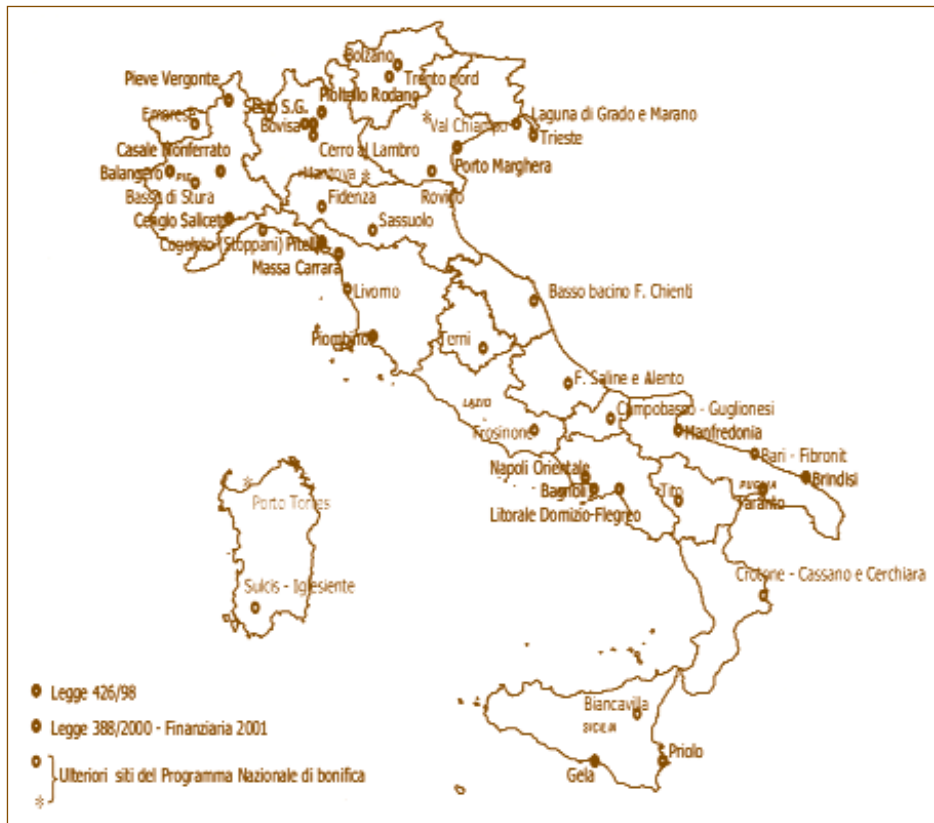 Bolzano
Trento nord
Pieve Vergonte
Pioltello Rodano
Sesto S.G.
Emarese
Bovisa
Val Chiampo
Laguna di Grado e Marano
Trieste
Casale Monferrato
Cerro al Lambro
Porto Marghera
Balangero
PIE
Mantova
Bassa di Stura
Fidenza
Rovigo
Cengio Saliceto
Sassuolo
Cogoleto (Stoppani)
Pitelli
Massa Carrara
Livorno
Basso bacino F. Chienti
Piombino
Terni
F. Saline e Alento
LAZIO
Campobasso - Guglionesi
Frosinone
Manfredonia
Bari - Fibronit
Napoli Orientale
Brindisi
Bagnoli
Tito
PUGLIA
Taranto
Litorale Domizio-Flegreo
Porto Torres
Crotone - Cassano e Cerchiara
Sulcis - Iglesiente
Legge 426/98
Biancavilla
Legge 388/2000 - Finanziaria 2001
SICILIA
Priolo
Ulteriori siti del Programma Nazionale di bonifica
Gela